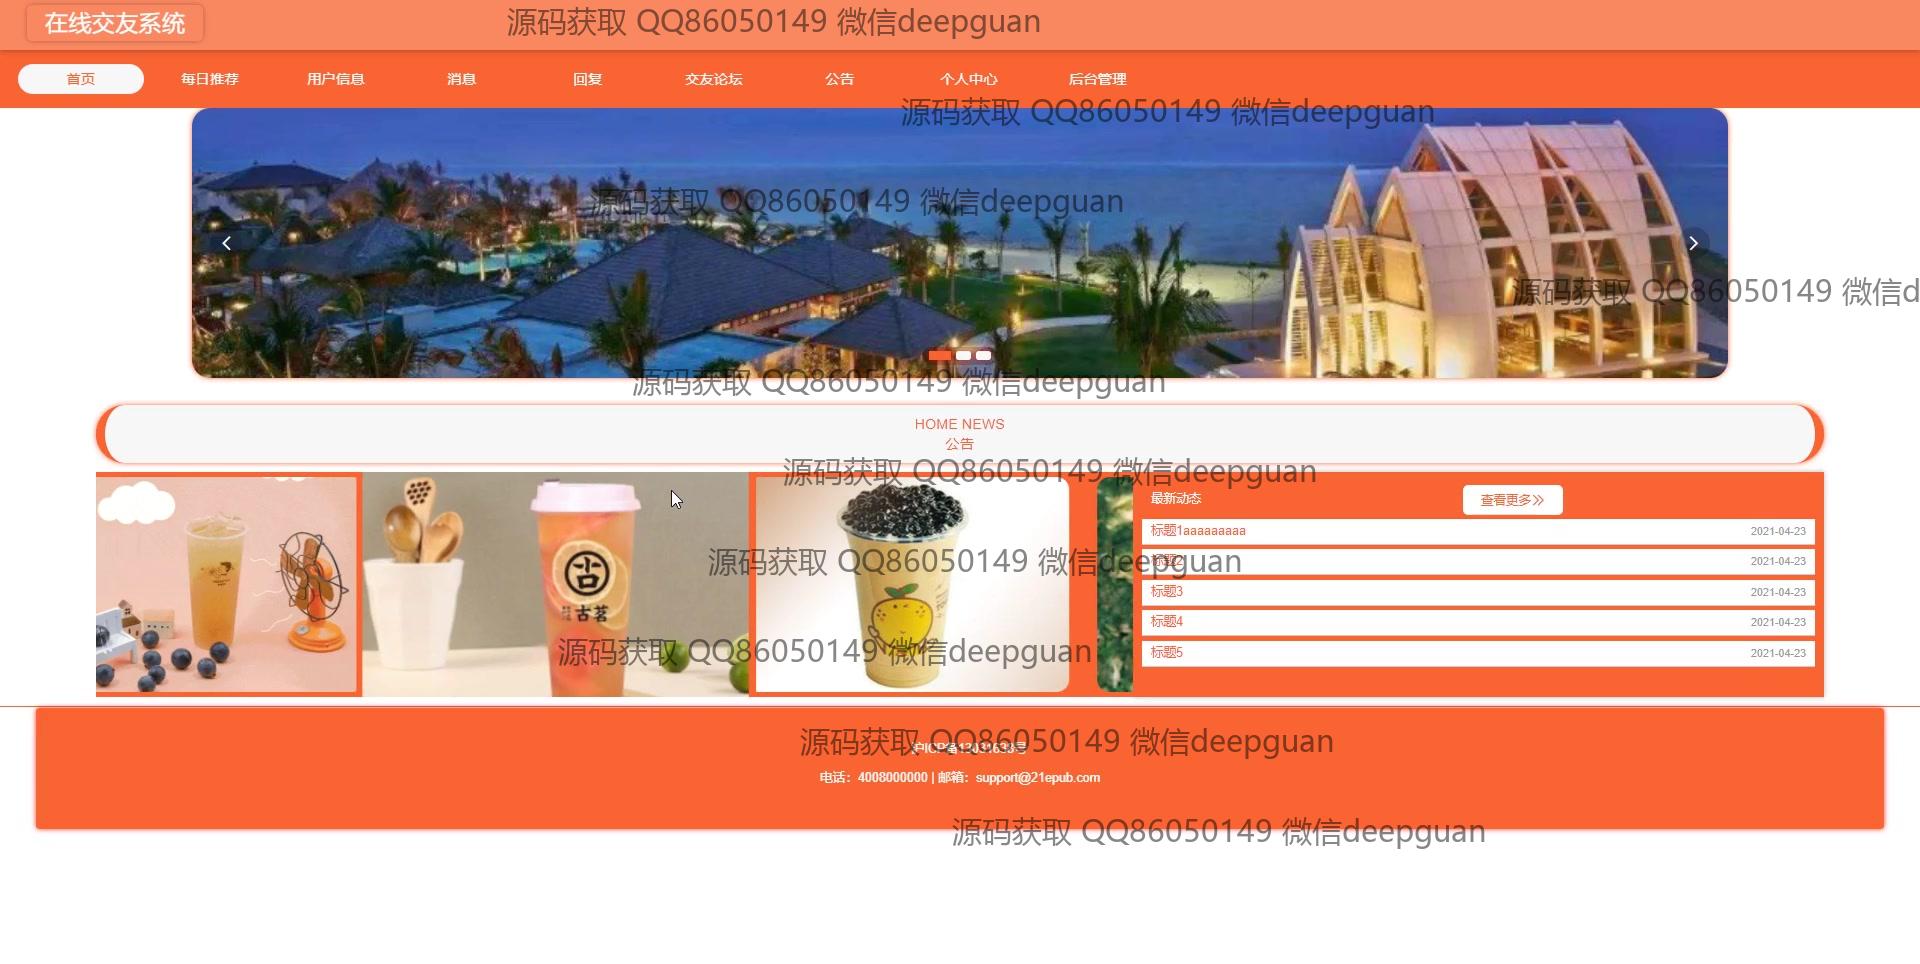 在线交友系统
源码获取 QQ86050149 微信deepguan
首页 每日推荐 用户信息 消息 回复 交友论坛 公告 个人中心 后台管理
源码获取 QQ86050149 微信deepguan
源码获取 QQ86050149 微信deepguan
源码获取 QQ86050149 微信d
源码获取 QQ86050149 微信deepguan
HOME NEWS
公告
源码获取 QQ86050149 微信deepguan
最新动态 查看更多
标题1aaaaaaaaa 2021-04-23
源码获取 QQ86050149 微信deepguan
标题2 2021-04-23
标题3 2021-04-23
古茗
标题4 2021-04-23
标题5 2021-04-23
源码获取 QQ86050149 微信deepguan
源码获取 QQ86050149 微信deepguan
电话：4008000000 | 邮箱：support@21epub.com
源码获取 QQ86050149 微信deepguan